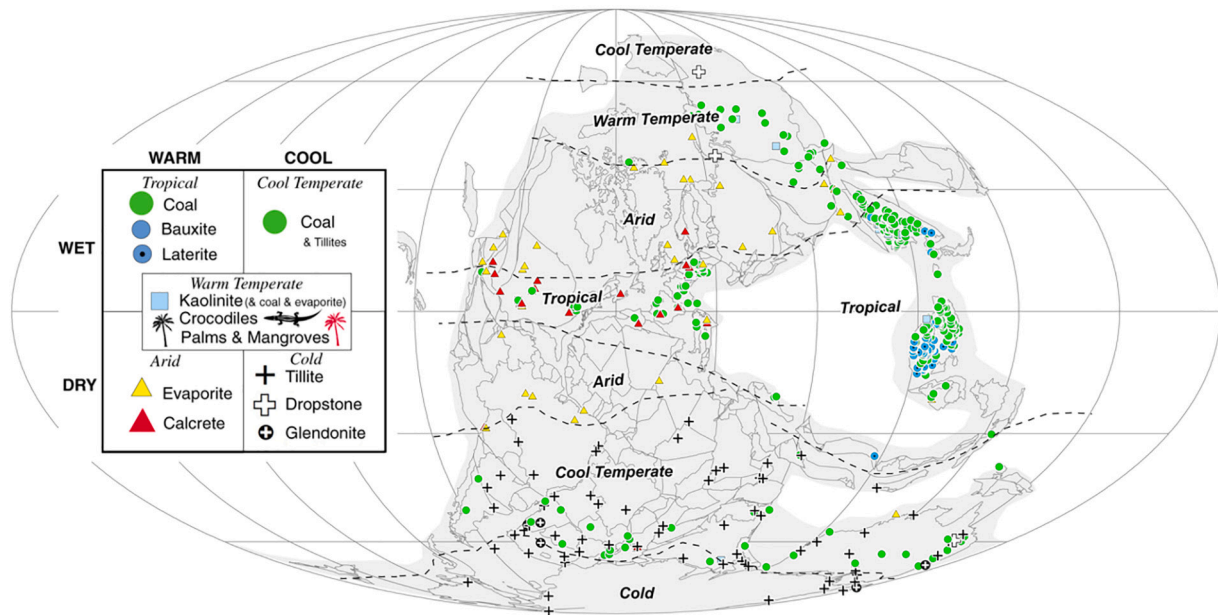 Cool Temperate
Warm Temperate
Arid
Tropical
Tropical
Arid
Cool Temperate
Cold
WARM
COOL
WET
DRY
Tropical
Coal
Bauxite
Laterite
Cool Temperate
Coal
& Tillites
Warm Temperate
Kaolinite (& coal & evaporite)
Crocodiles
Palms & Mangroves
Arid
Evaporite
Calcrete
Cold
Tillite
Dropstone
Glendonite